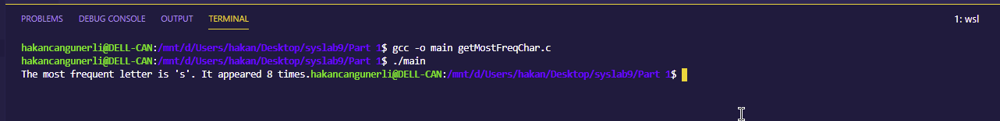 PROBLEMS DEBUG CONSOLE OUTPUT TERMINAL 1: wsl
hakancangunerli@DELL-CAN:/mnt/d/Users/hakan/Desktop/syslab9/Part 1$ gcc -o main getMostFreqChar.c
hakancangunerli@DELL-CAN:/mnt/d/Users/hakan/Desktop/syslab9/Part 1$ ./main
The most frequent letter is 's'. It appeared 8 times.hakancangunerli@DELL-CAN:/mnt/d/Users/hakan/Desktop/syslab9/Part 1$